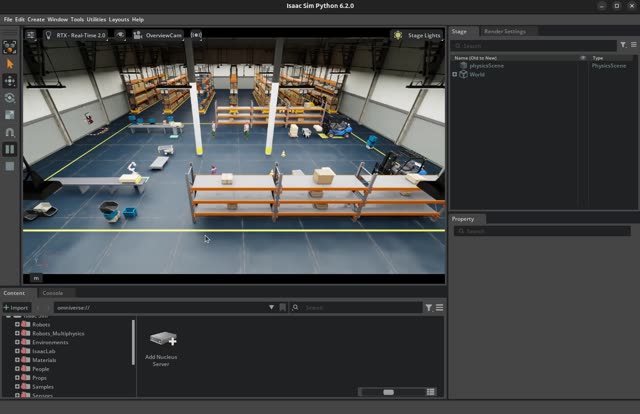 Isaac Sim Python 6.2.0
File Edit Create Window Tools Utilities Layouts Help
RTX - Real-Time 2.0
OverviewCam
Stage Lights
Stage
Render Settings
Search
Name (Old to New)
Type
physicsScene
PhysicsScene
World
m
Property
Search
Content
Console
Import
omniverse://
Search
Robots
Robots_Multiphysics
Environments
IsaacLab
Materials
People
Props
Samples
Sensors
Add Nucleus
Server